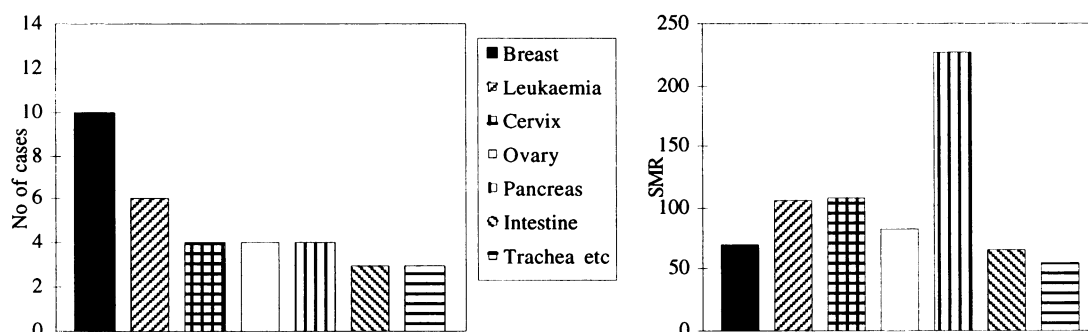 14
12
10
8
6
4
2
0
No of cases
Breast
Leukaemia
Cervix
Ovary
Pancreas
Intestine
Trachea etc
250
200
150
100
50
0
SMR